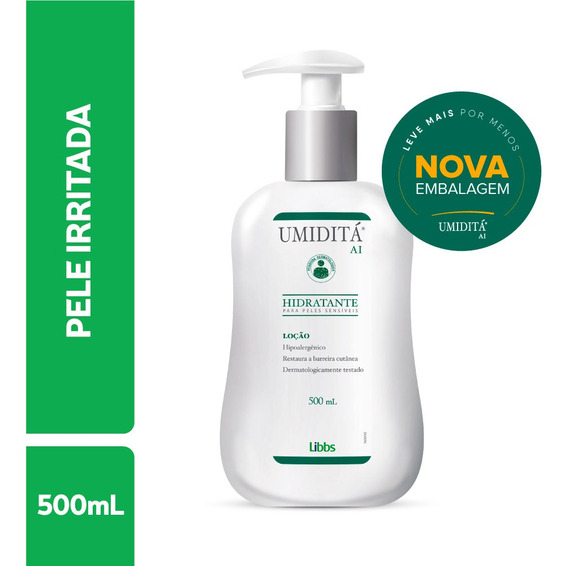 PELE IRRITADA
500mL
UMIDITÁ®
AI
HIDRATANTE
PARA PELES SENSÍVEIS
LOÇÃO
Hipoalergênico
Restaura a barreira cutânea
Dermatologicamente testado
500 mL
Libbs
LEVE MAIS POR MENOS
NOVA
EMBALAGEM
UMIDITÁ®
AI